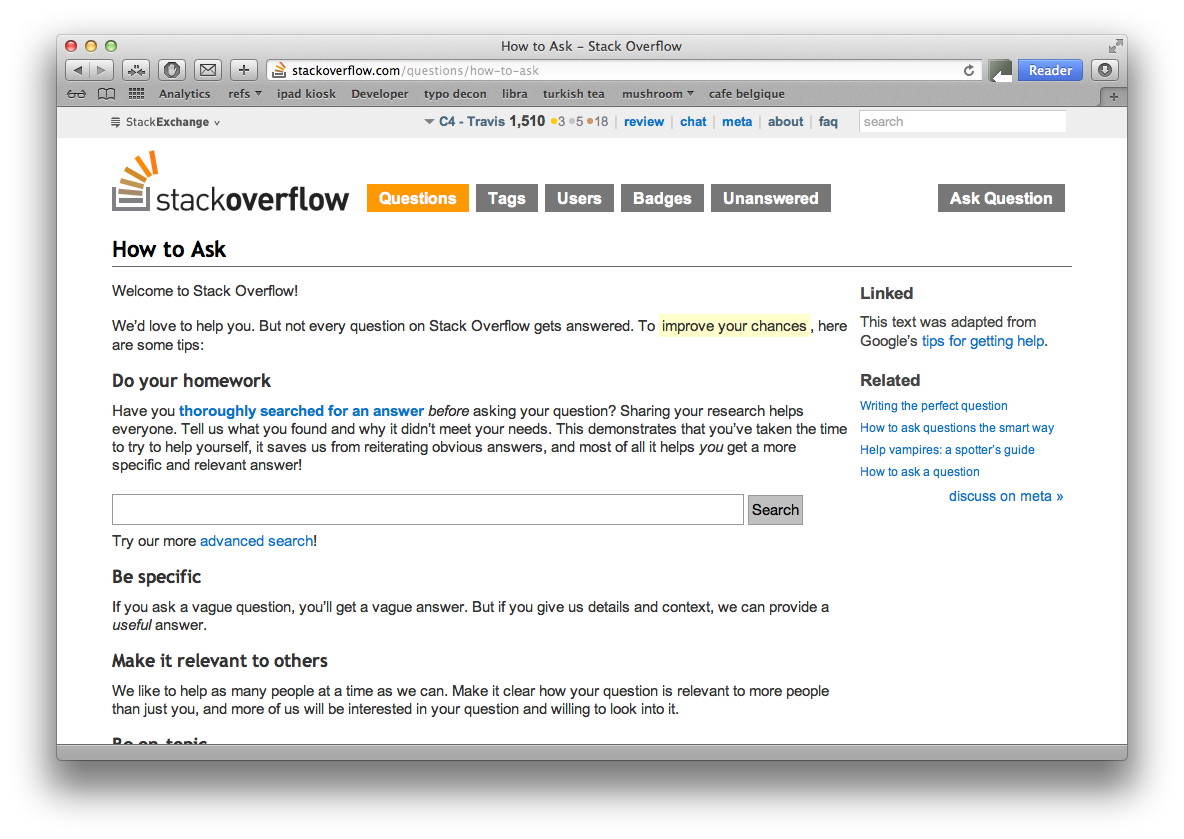 How to Ask – Stack Overflow
stackoverflow.com/questions/how-to-ask
Reader
Analytics refs ipad kiosk Developer typo decon libra turkish tea mushroom cafe belgique
StackExchange C4 - Travis 1,510 3 5 18 | review | chat | meta | about | faq search
stackoverflow Questions Tags Users Badges Unanswered Ask Question
How to Ask
Welcome to Stack Overflow!
We’d love to help you. But not every question on Stack Overflow gets answered. To improve your chances , here
are some tips:
Do your homework
Have you thoroughly searched for an answer before asking your question? Sharing your research helps
everyone. Tell us what you found and why it didn’t meet your needs. This demonstrates that you’ve taken the time
to try to help yourself, it saves us from reiterating obvious answers, and most of all it helps you get a more
specific and relevant answer!
Search
Try our more advanced search!
Be specific
If you ask a vague question, you’ll get a vague answer. But if you give us details and context, we can provide a
useful answer.
Make it relevant to others
We like to help as many people at a time as we can. Make it clear how your question is relevant to more people
than just you, and more of us will be interested in your question and willing to look into it.
Be on-topic
Linked
This text was adapted from
Google’s tips for getting help.
Related
Writing the perfect question
How to ask questions the smart way
Help vampires: a spotter’s guide
How to ask a question
discuss on meta »